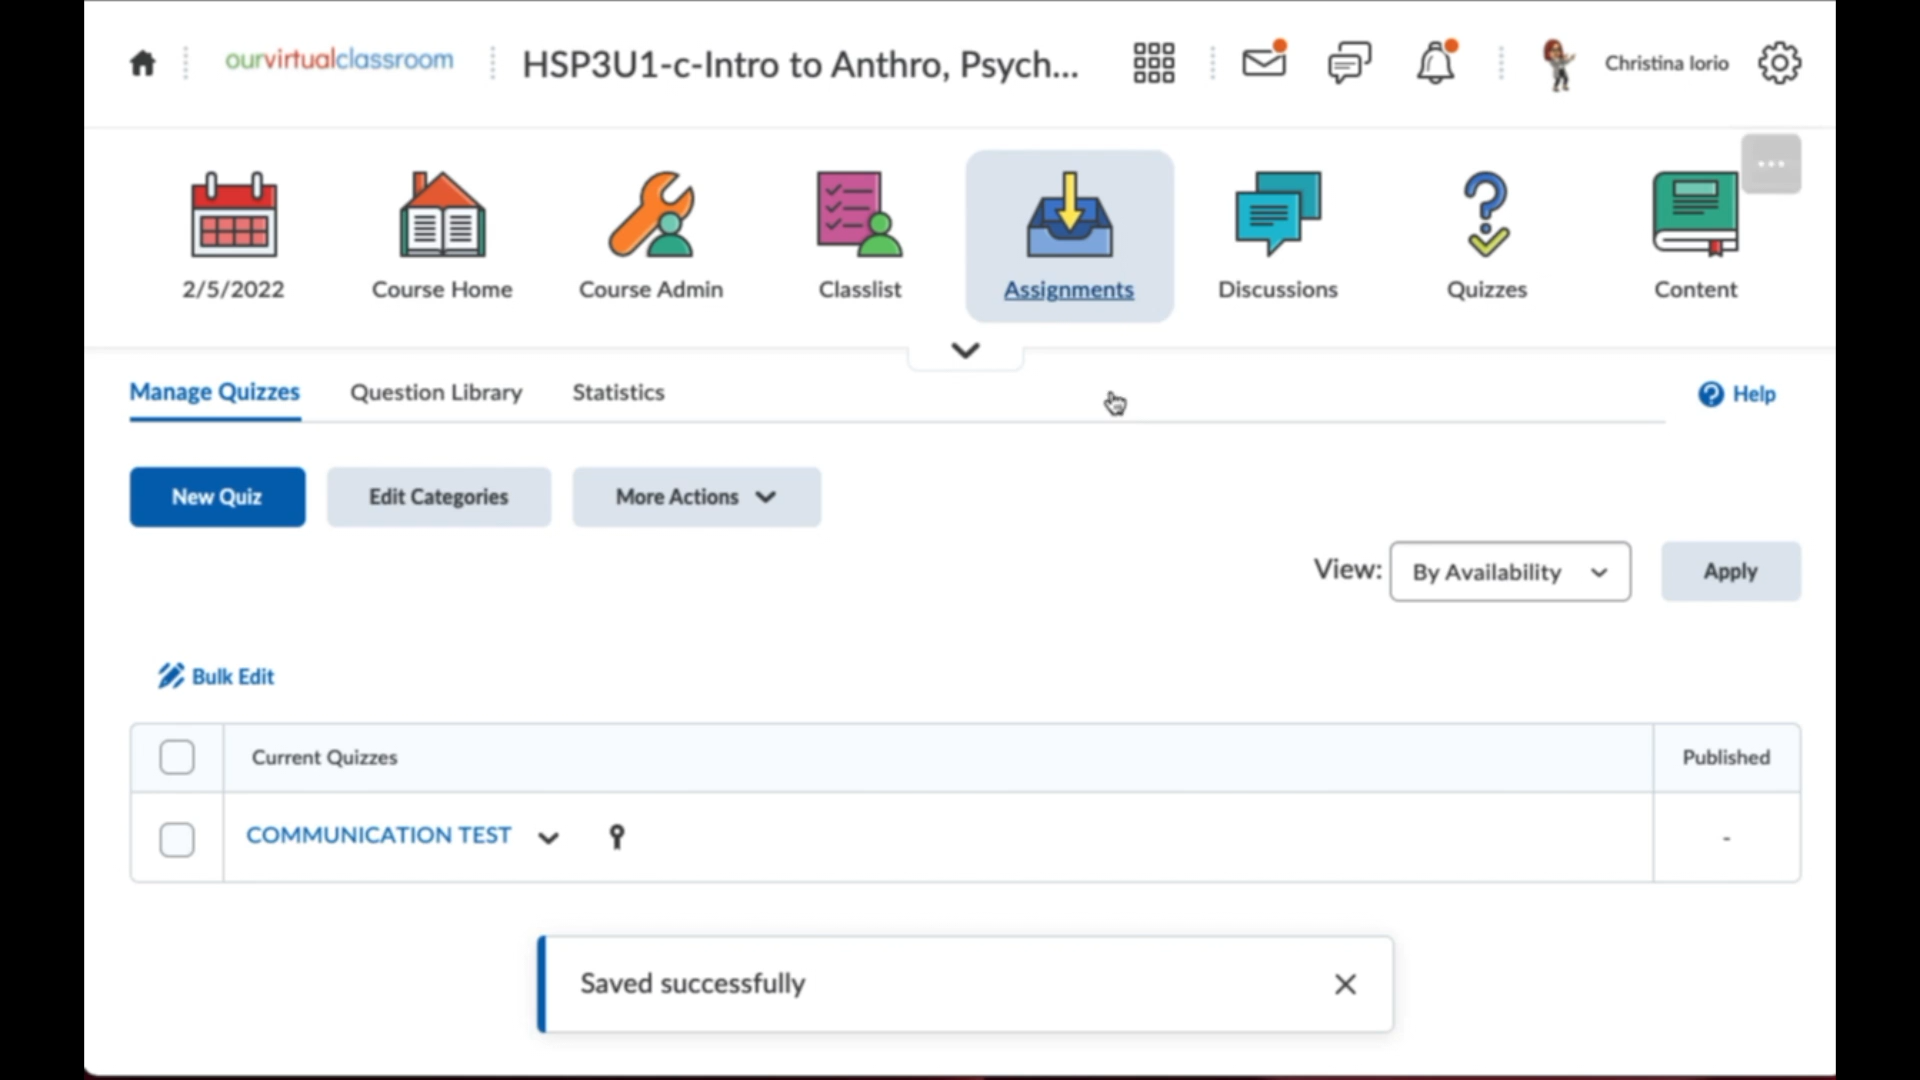 ourvirtualclassroom
HSP3U1-c-Intro to Anthro, Psych...
Christina Iorio
2/5/2022
Course Home
Course Admin
Classlist
Assignments
Discussions
Quizzes
Content
Manage Quizzes
Question Library
Statistics
Help
New Quiz
Edit Categories
More Actions
View: By Availability
Apply
Bulk Edit
Current Quizzes
Published
COMMUNICATION TEST
-
Saved successfully